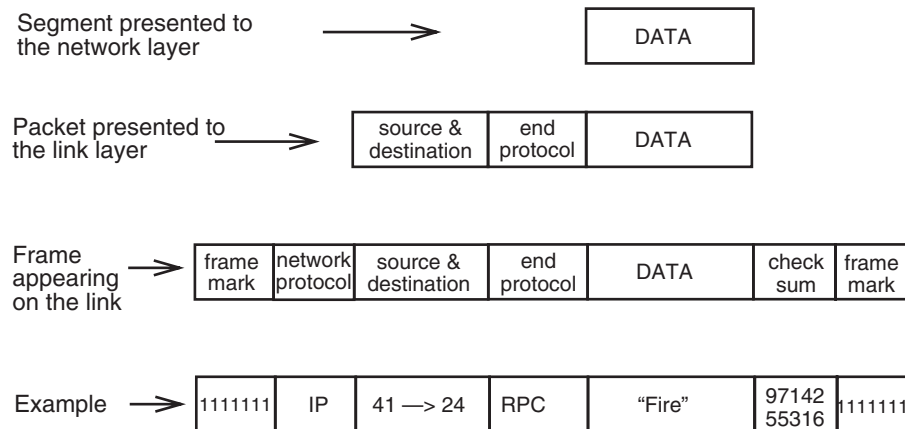 Segment presented to
the network layer
DATA
Packet presented to
the link layer
source &
destination
end
protocol
DATA
Frame
appearing
on the link
frame
mark
network
protocol
source &
destination
end
protocol
DATA
check
sum
frame
mark
Example
1111111
IP
41 —> 24
RPC
“Fire”
97142
55316
1111111